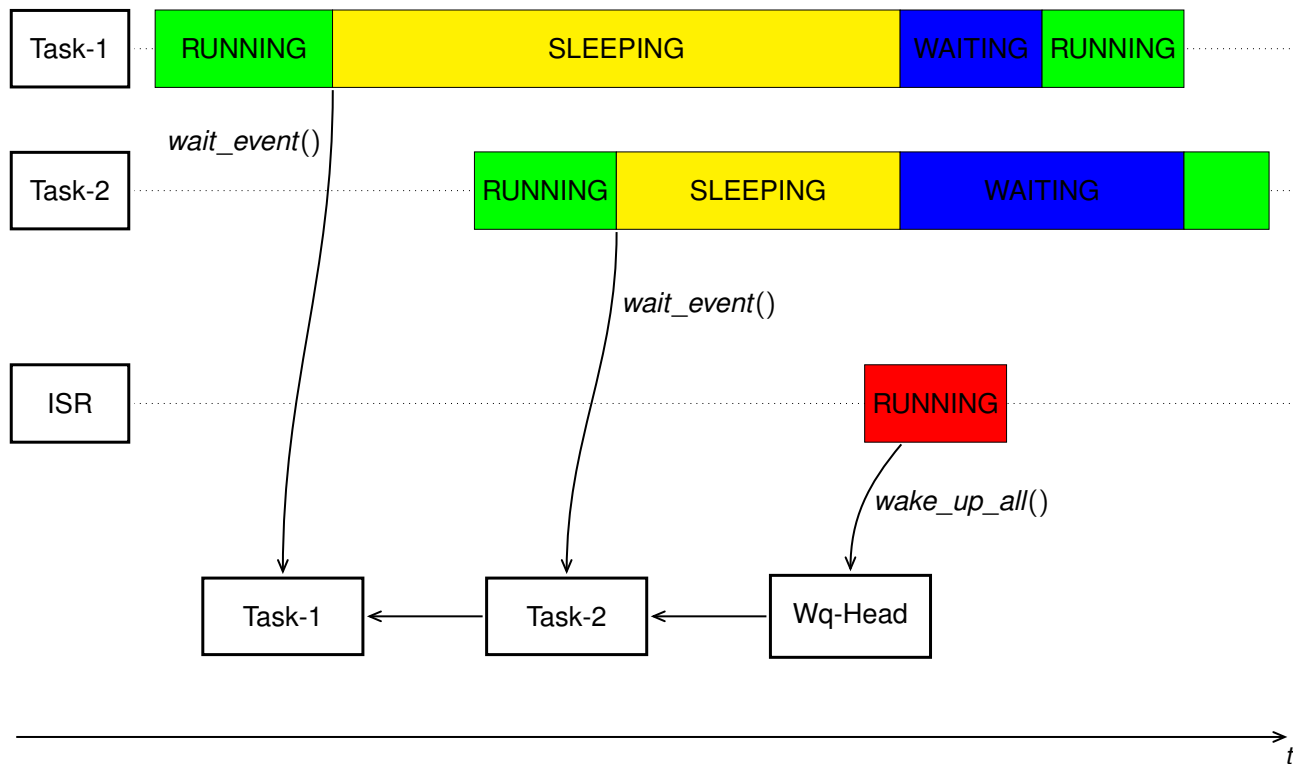 Task-1 RUNNING SLEEPING WAITING RUNNING
wait_event()
Task-2 RUNNING SLEEPING WAITING
wait_event()
ISR RUNNING
wake_up_all()
Task-1 Task-2 Wq-Head
t